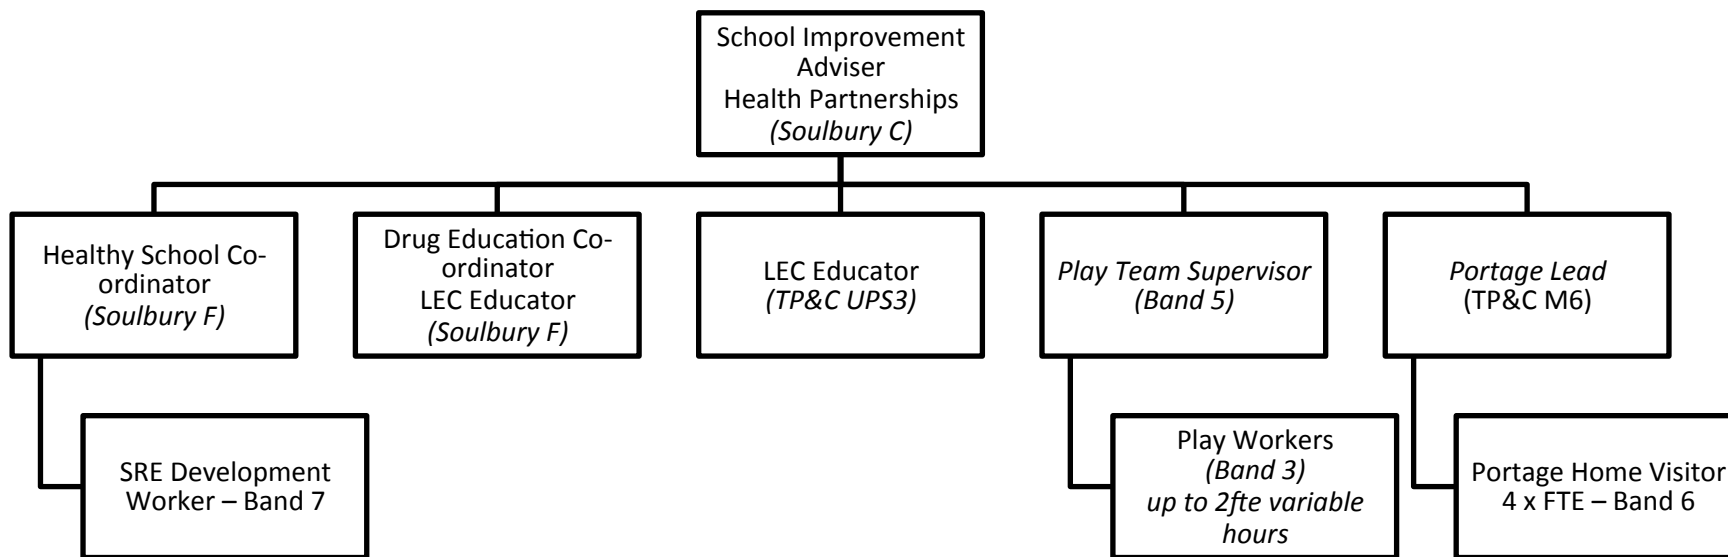 School Improvement
Adviser
Health Partnerships
(Soulbury C)
Healthy School Co-
ordinator
(Soulbury F)
Drug Education Co-
ordinator
LEC Educator
(Soulbury F)
LEC Educator
(TP&C UPS3)
Play Team Supervisor
(Band 5)
Portage Lead
(TP&C M6)
SRE Development
Worker – Band 7
Play Workers
(Band 3)
up to 2fte variable
hours
Portage Home Visitor
4 x FTE – Band 6